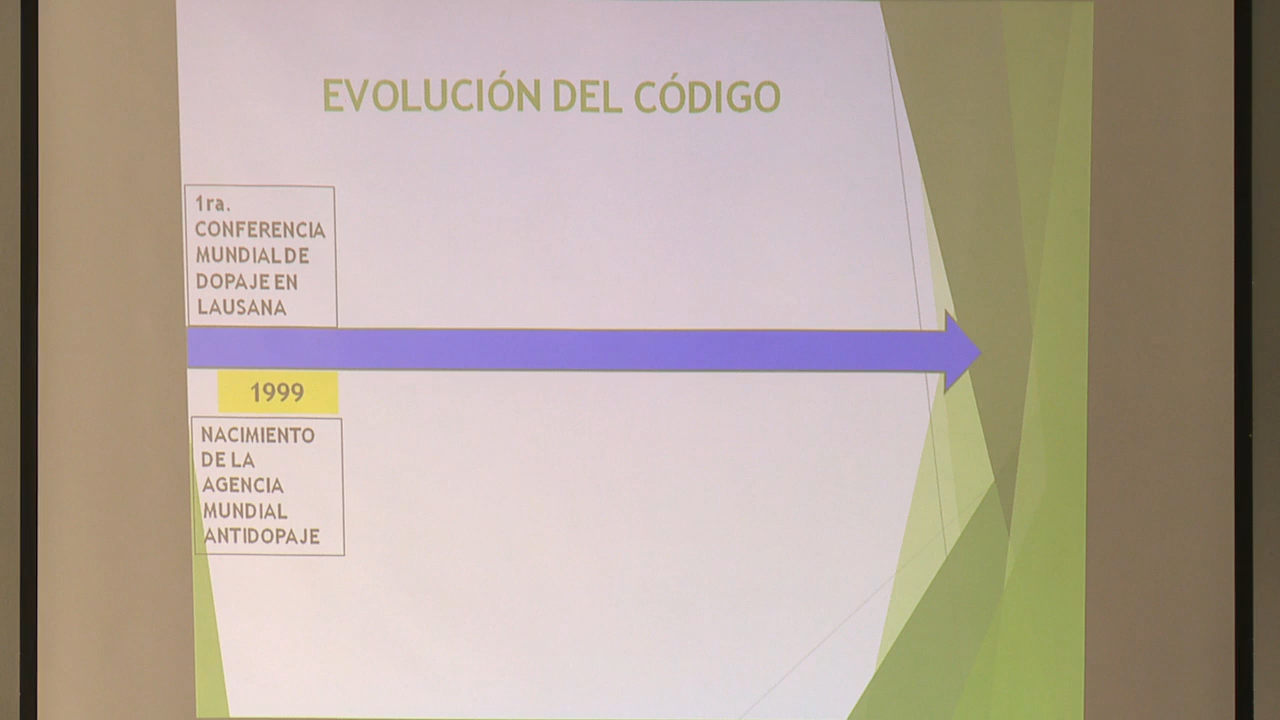 EVOLUCIÓN DEL CÓDIGO
1ra.
CONFERENCIA
MUNDIAL DE
DOPAJE EN
LAUSANA
1999
NACIMIENTO
DE LA
AGENCIA
MUNDIAL
ANTIDOPAJE